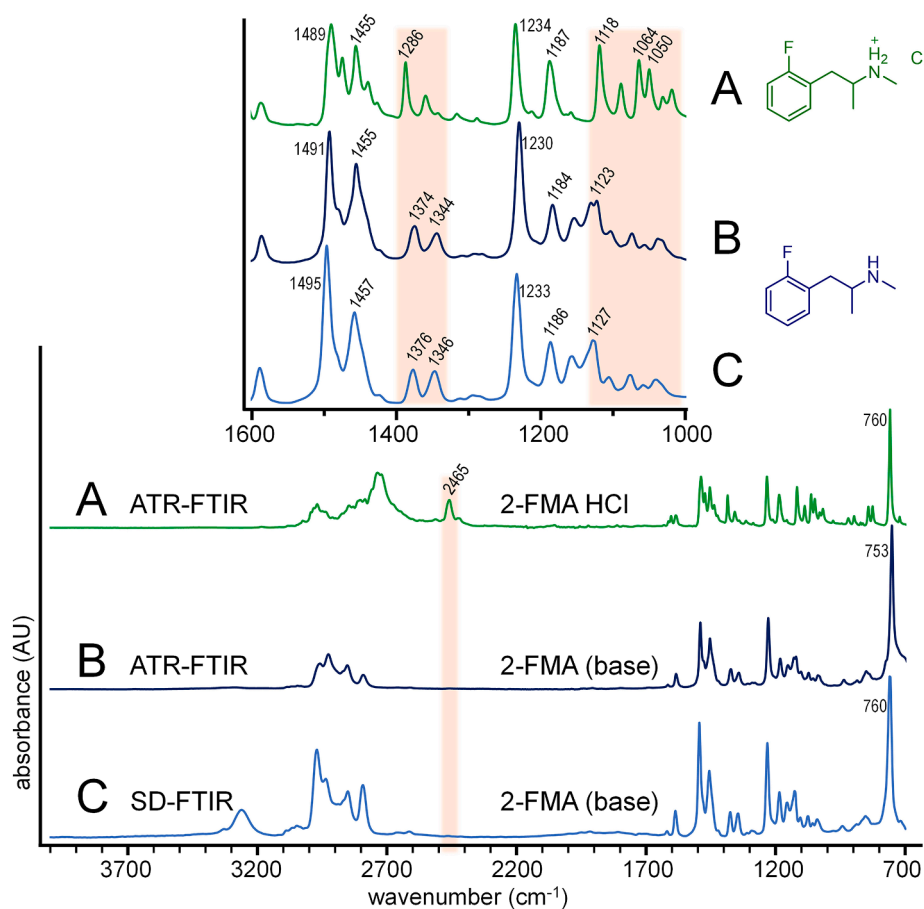 1489
1455
1286
1234
1187
1118
1064
1050
A
F
H₂
+
N
C
1491
1455
1374
1344
1230
1184
1123
B
F
H
N
1495
1457
1376
1346
1233
1186
1127
C
1600
1400
1200
1000
A
ATR-FTIR
2465
2-FMA HCl
760
B
ATR-FTIR
2-FMA (base)
753
C
SD-FTIR
2-FMA (base)
760
absorbance (AU)
3700
3200
2700
2200
1700
1200
700
wavenumber (cm⁻¹)